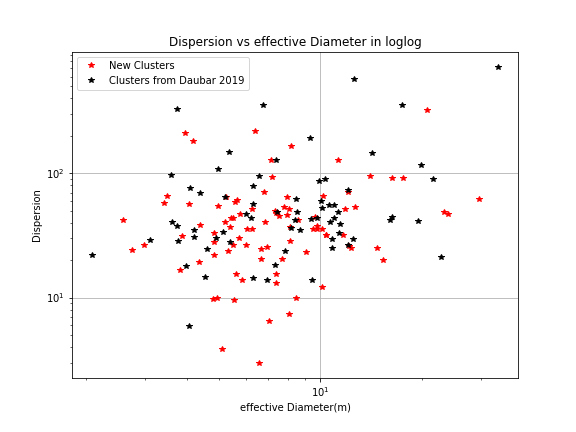 Dispersion vs effective Diameter in loglog
New Clusters
Clusters from Daubar 2019
Dispersion
10²
10¹
10¹
effective Diameter(m)